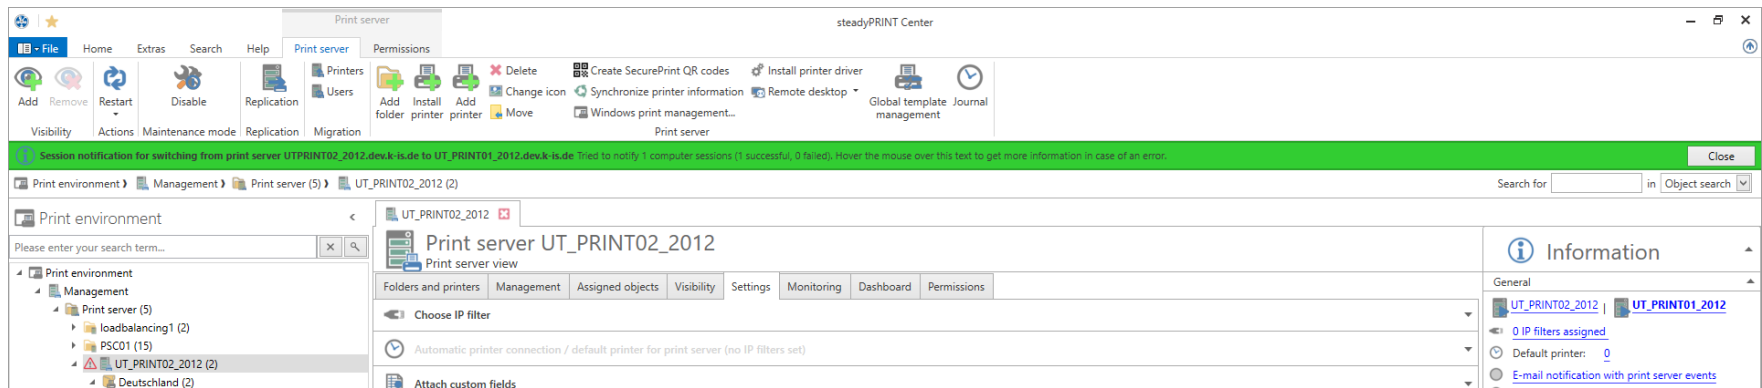 Print server
steadyPRINT Center
File Home Extras Search Help Print server Permissions
Add Remove Restart Disable Replication Printers Users
Add folder Install printer Add printer
Delete
Change icon
Move
Create SecurePrint QR codes
Synchronize printer information
Windows print management...
Install printer driver
Remote desktop
Global template management Journal
Visibility Actions Maintenance mode Replication Migration Print server
Session notification for switching from print server UTPRINT02_2012.dev.k-is.de to UT_PRINT01_2012.dev.k-is.de Tried to notify 1 computer sessions (1 successful, 0 failed). Hover the mouse over this text to get more information in case of an error.
Close
Print environment Management Print server (5) UT_PRINT02_2012 (2)
Search for in Object search
Print environment
Please enter your search term...
Print environment
Management
Print server (5)
loadbalancing1 (2)
PSC01 (15)
UT_PRINT02_2012 (2)
Deutschland (2)
UT_PRINT02_2012
Print server UT_PRINT02_2012
Print server view
Folders and printers Management Assigned objects Visibility Settings Monitoring Dashboard Permissions
Choose IP filter
Automatic printer connection / default printer for print server (no IP filters set)
Attach custom fields
Information
General
UT_PRINT02_2012 | UT_PRINT01_2012
0 IP filters assigned
Default printer: 0
E-mail notification with print server events